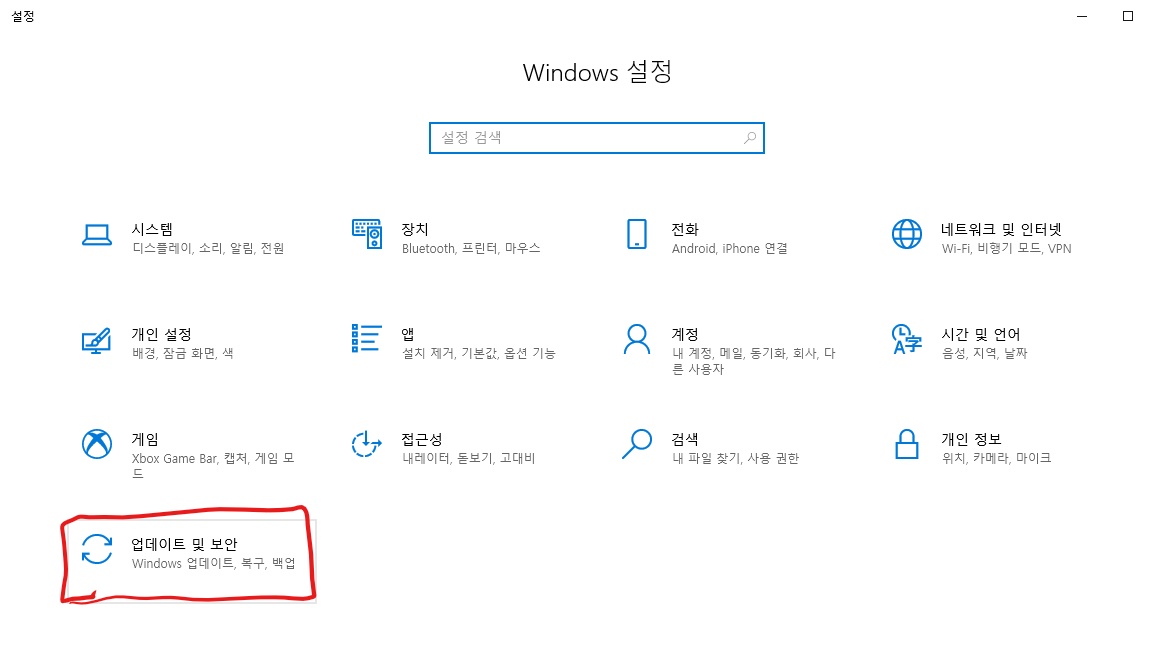 설정
Windows 설정
설정 검색
시스템
디스플레이, 소리, 알림, 전원
장치
Bluetooth, 프린터, 마우스
전화
Android, iPhone 연결
네트워크 및 인터넷
Wi-Fi, 비행기 모드, VPN
개인 설정
배경, 잠금 화면, 색
앱
설치 제거, 기본값, 옵션 기능
계정
내 계정, 메일, 동기화, 회사, 다
른 사용자
시간 및 언어
음성, 지역, 날짜
게임
Xbox Game Bar, 캡처, 게임 모
드
접근성
내레이터, 돋보기, 고대비
검색
내 파일 찾기, 사용 권한
개인 정보
위치, 카메라, 마이크
업데이트 및 보안
Windows 업데이트, 복구, 백업